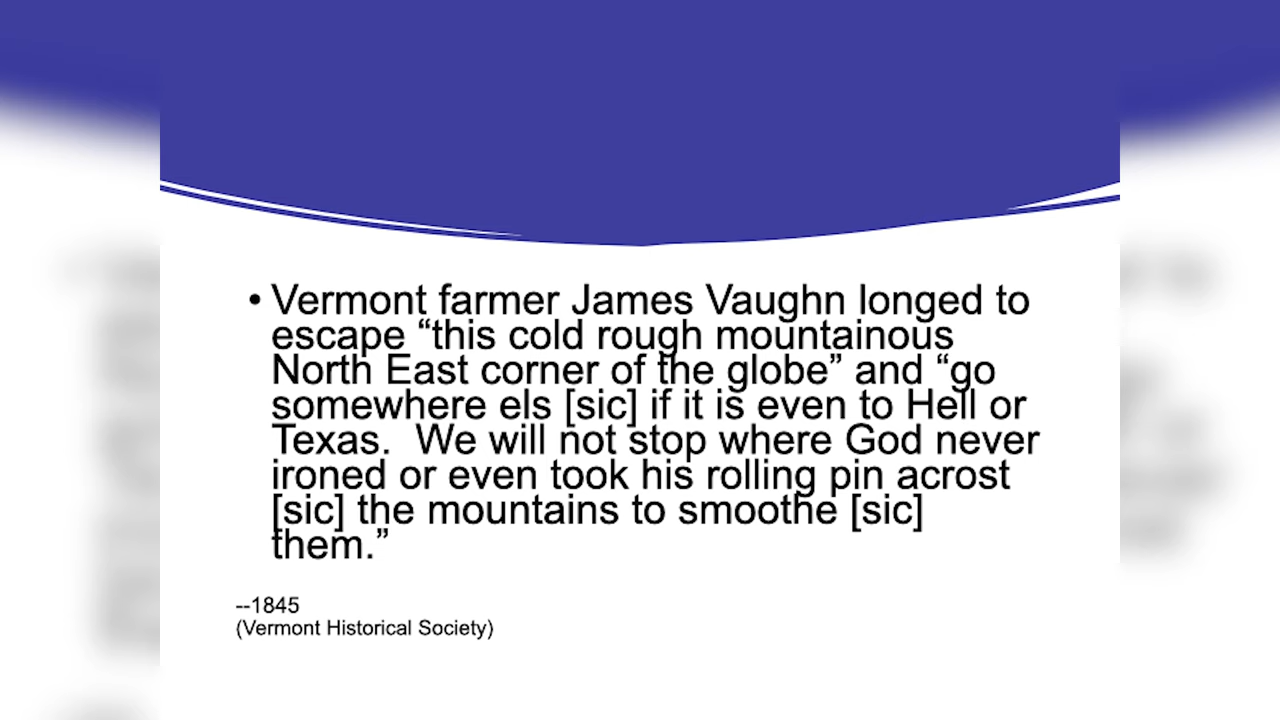 • Vermont farmer James Vaughn longed to
escape “this cold rough mountainous
North East corner of the globe” and “go
somewhere els [sic] if it is even to Hell or
Texas.  We will not stop where God never
ironed or even took his rolling pin acrost
[sic] the mountains to smoothe [sic]
them.”
--1845
(Vermont Historical Society)